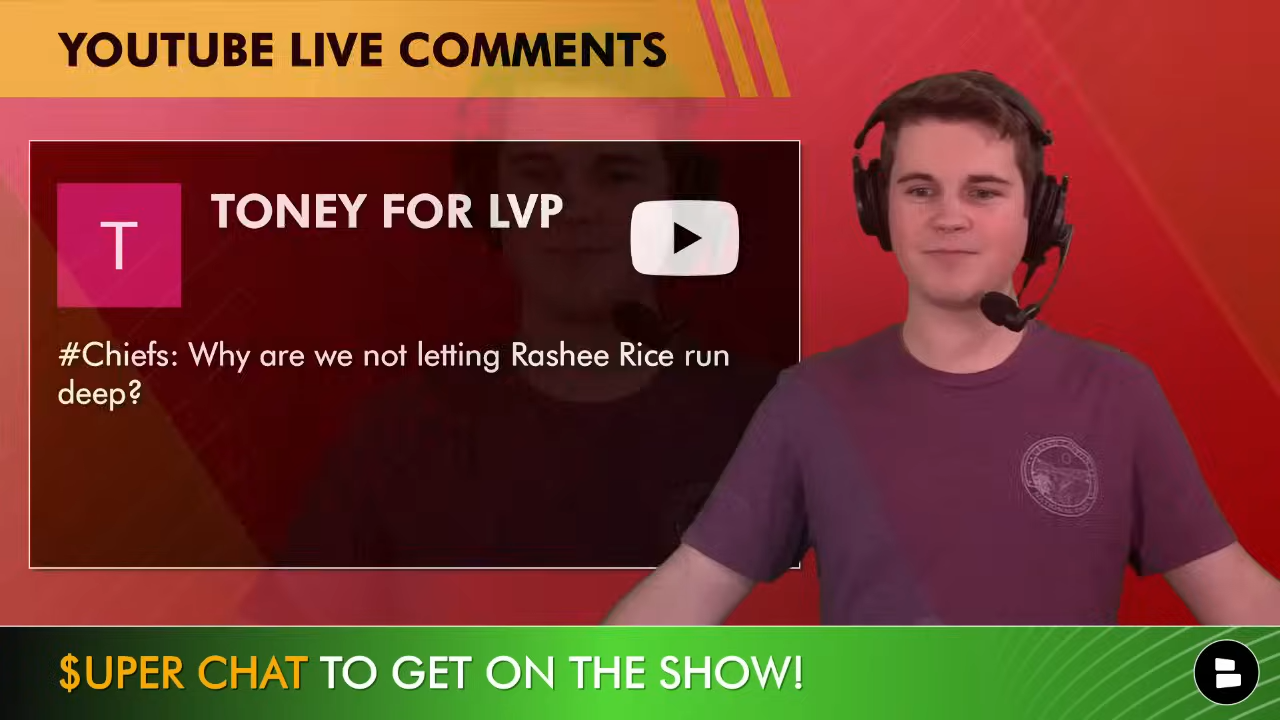 YOUTUBE LIVE COMMENTS
T
TONEY FOR LVP
#Chiefs: Why are we not letting Rashee Rice run
deep?
$UPER CHAT TO GET ON THE SHOW!